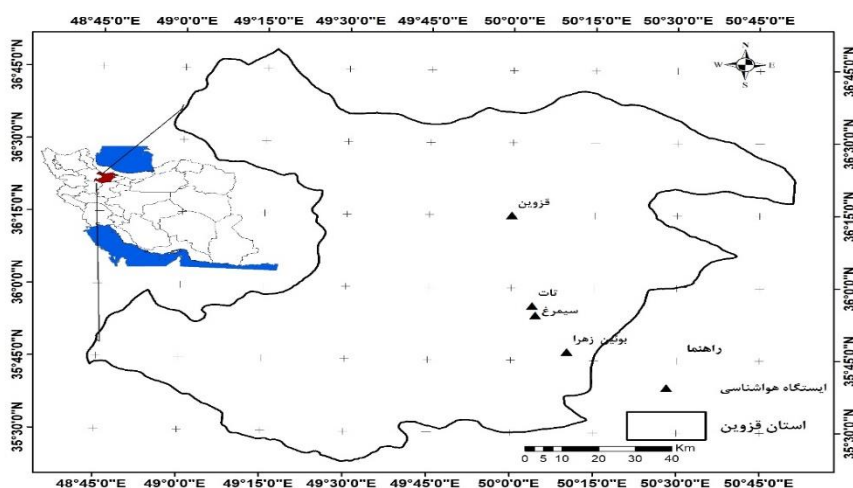 48°45'0"E 49°0'0"E 49°15'0"E 49°30'0"E 49°45'0"E 50°0'0"E 50°15'0"E 50°30'0"E 50°45'0"E
36°45'0"N
36°30'0"N
36°15'0"N
36°0'0"N
35°45'0"N
35°30'0"N
N
W E
S
قزوین
تات
سیمرغ
بوئین زهرا
راهنما
ایستگاه هواشناسی
استان قزوین
Km
0 5 10 20 30 40
36°45'0"N
36°30'0"N
36°15'0"N
36°0'0"N
35°45'0"N
35°30'0"N
48°45'0"E 49°0'0"E 49°15'0"E 49°30'0"E 49°45'0"E 50°0'0"E 50°15'0"E 50°30'0"E 50°45'0"E